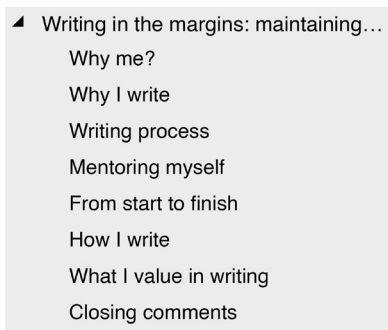 Writing in the margins: maintaining…
Why me?
Why I write
Writing process
Mentoring myself
From start to finish
How I write
What I value in writing
Closing comments